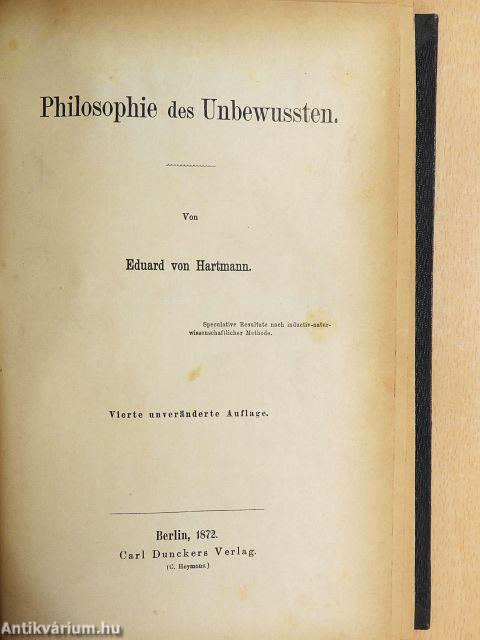 Philosophie des Unbewussten.
Von
Eduard von Hartmann.
Speculative Resultate nach inductiv-natur-
wissenschaftlicher Methode.
Vierte unveränderte Auflage.
Berlin, 1872.
Carl Dunckers Verlag.
(C. Heymons.)
Antikvárium.hu